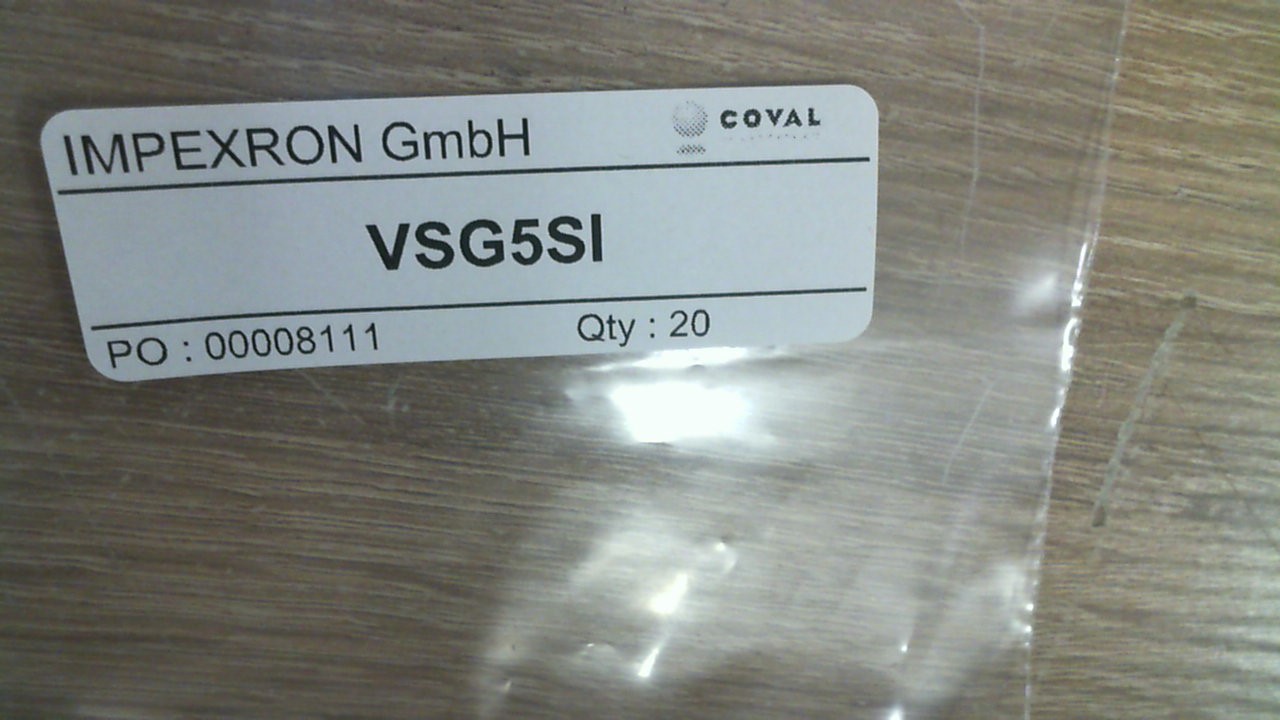 IMPEXRON GmbH
COVAL
VSG5SI
PO : 00008111
Qty : 20